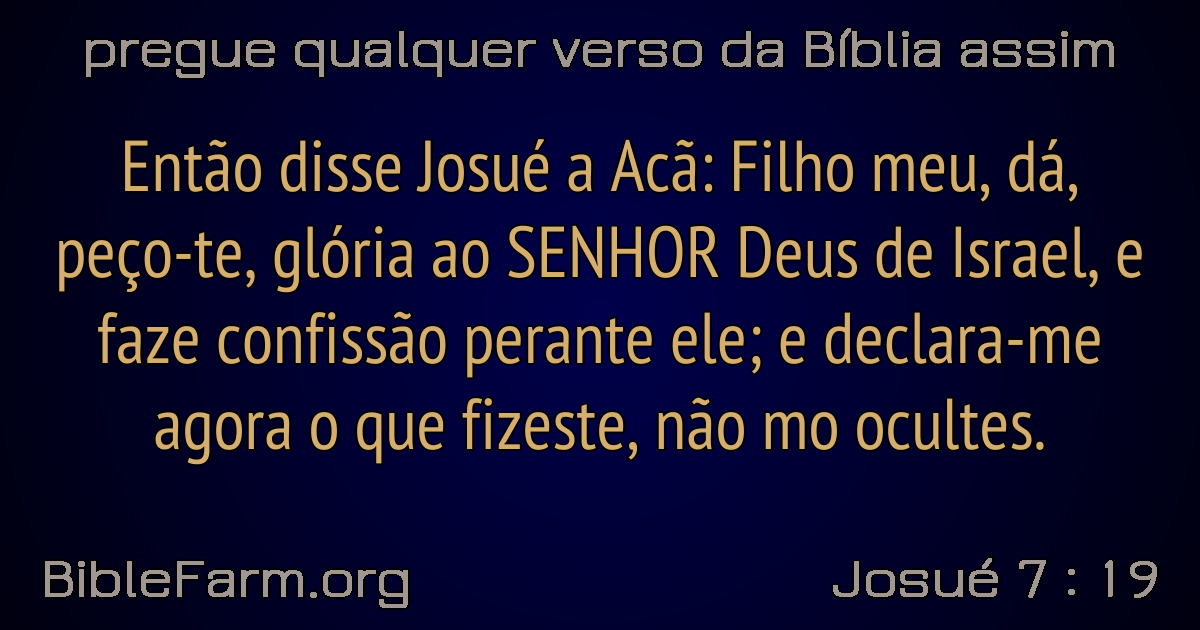 pregue qualquer verso da Bíblia assim
Então disse Josué a Acã: Filho meu, dá,
peço-te, glória ao SENHOR Deus de Israel, e
faze confissão perante ele; e declara-me
agora o que fizeste, não mo ocultes.
BibleFarm.org
Josué 7 : 19